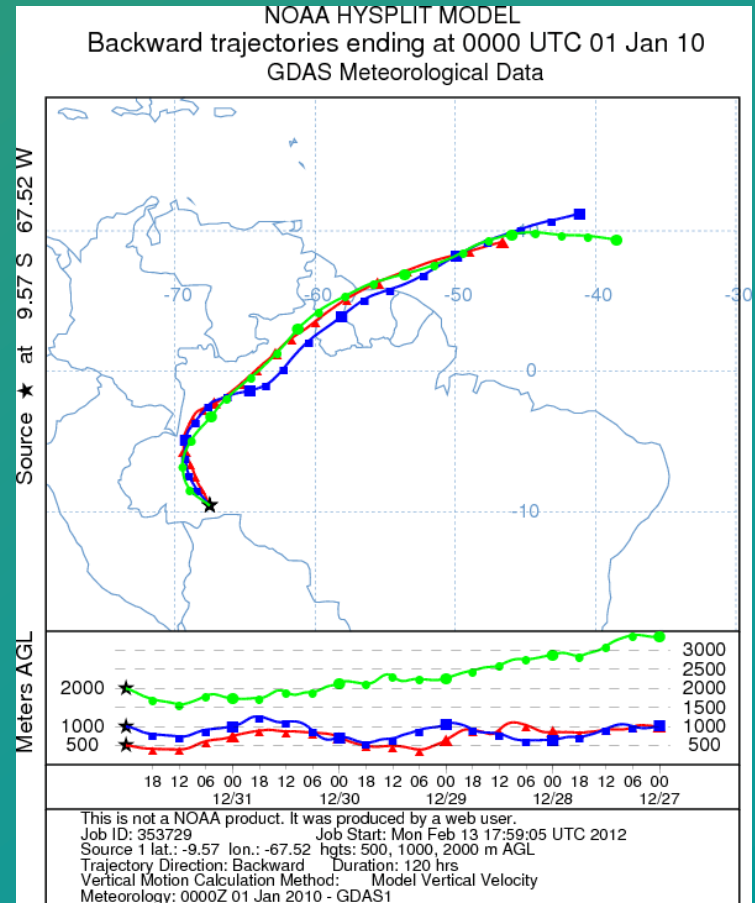 NOAA HYSPLIT MODEL
Backward trajectories ending at 0000 UTC 01 Jan 10
GDAS Meteorological Data
Source ★ at 9.57 S 67.52 W
-70 -60 -50 -40 -30
0
-10
Meters AGL
3000
2500
2000 2000
1500
1000 1000
500 500
18 12 06 00 18 12 06 00 18 12 06 00 18 12 06 00 18 12 06 00
12/31 12/30 12/29 12/28 12/27
This is not a NOAA product. It was produced by a web user.
Job ID: 353729 Job Start: Mon Feb 13 17:59:05 UTC 2012
Source 1 lat.: -9.57 lon.: -67.52 hgts: 500, 1000, 2000 m AGL
Trajectory Direction: Backward Duration: 120 hrs
Vertical Motion Calculation Method: Model Vertical Velocity
Meteorology: 0000Z 01 Jan 2010 - GDAS1